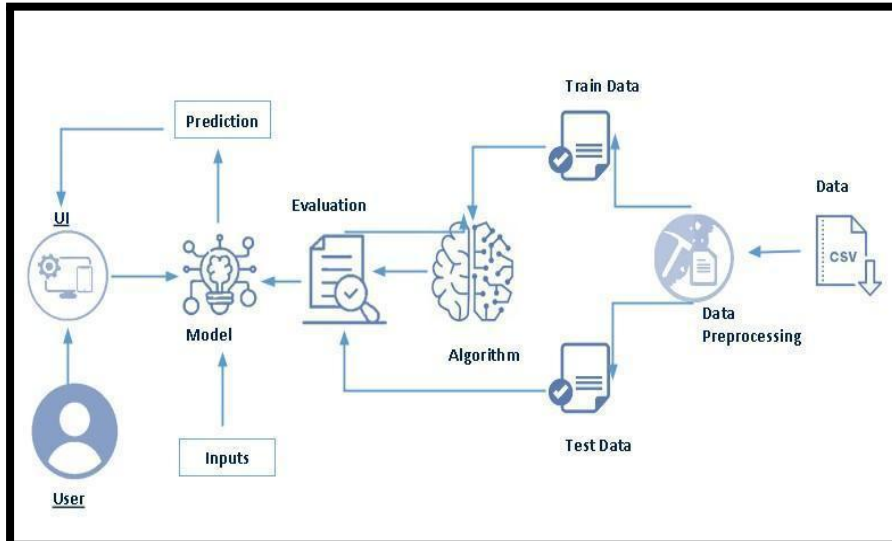 Train Data
Prediction
Data
Evaluation
UI
CSV
Model
Data
Preprocessing
Algorithm
Inputs
Test Data
User